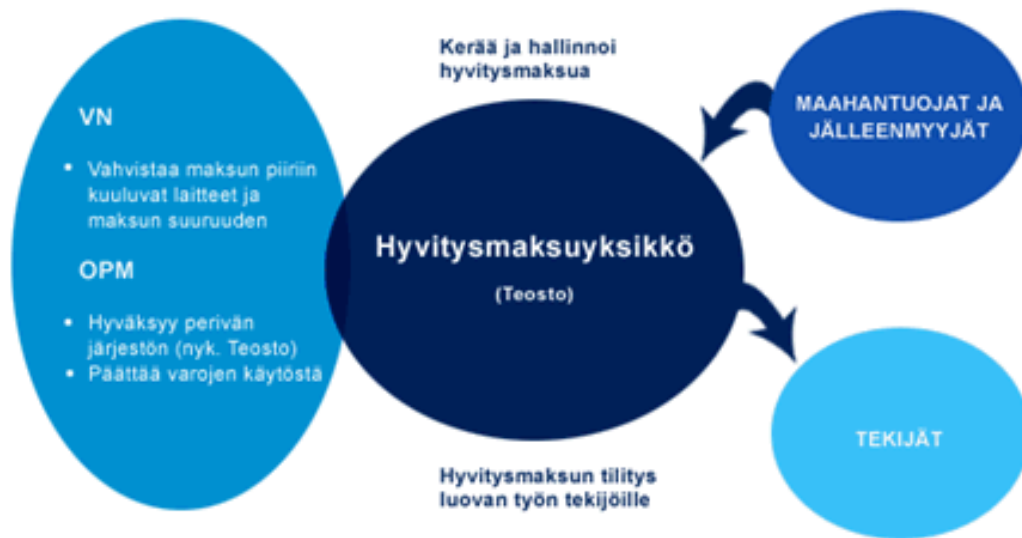 VN
• Vahvistaa maksun piiriin
kuuluvat laitteet ja
maksun suuruuden
OPM
• Hyväksyy perivän
järjestön (nyk. Teosto)
• Päättää varojen käytöstä
Kerää ja hallinnoi
hyvitysmaksua
Hyvitysmaksuyksikkö
(Teosto)
Hyvitysmaksun tilitys
luovan työn tekijöille
MAAHANTUOJAT JA
JÄLLEENMYYJÄT
TEKIJÄT